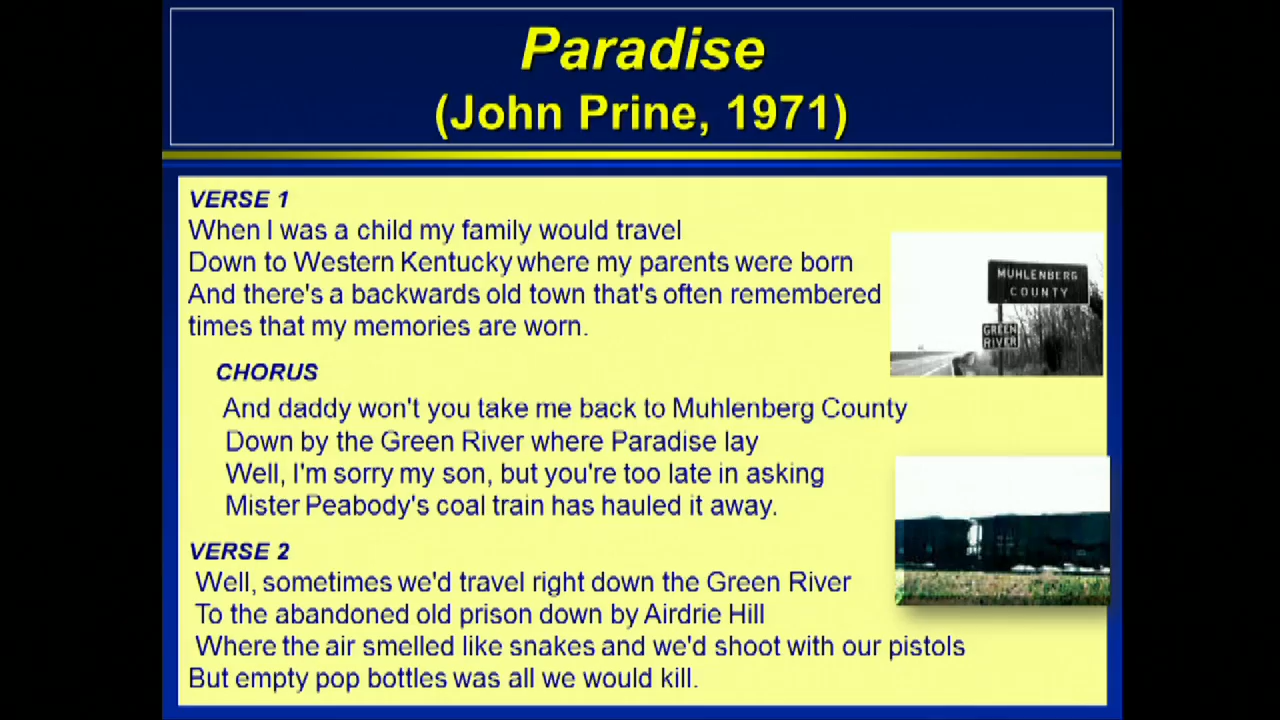 Paradise
(John Prine, 1971)
VERSE 1
When I was a child my family would travel
Down to Western Kentucky where my parents were born
And there's a backwards old town that's often remembered
times that my memories are worn.
MUHLENBERG
COUNTY
GREEN
RIVER
CHORUS
And daddy won't you take me back to Muhlenberg County
Down by the Green River where Paradise lay
Well, I'm sorry my son, but you're too late in asking
Mister Peabody's coal train has hauled it away.
VERSE 2
Well, sometimes we'd travel right down the Green River
To the abandoned old prison down by Airdrie Hill
Where the air smelled like snakes and we'd shoot with our pistols
But empty pop bottles was all we would kill.